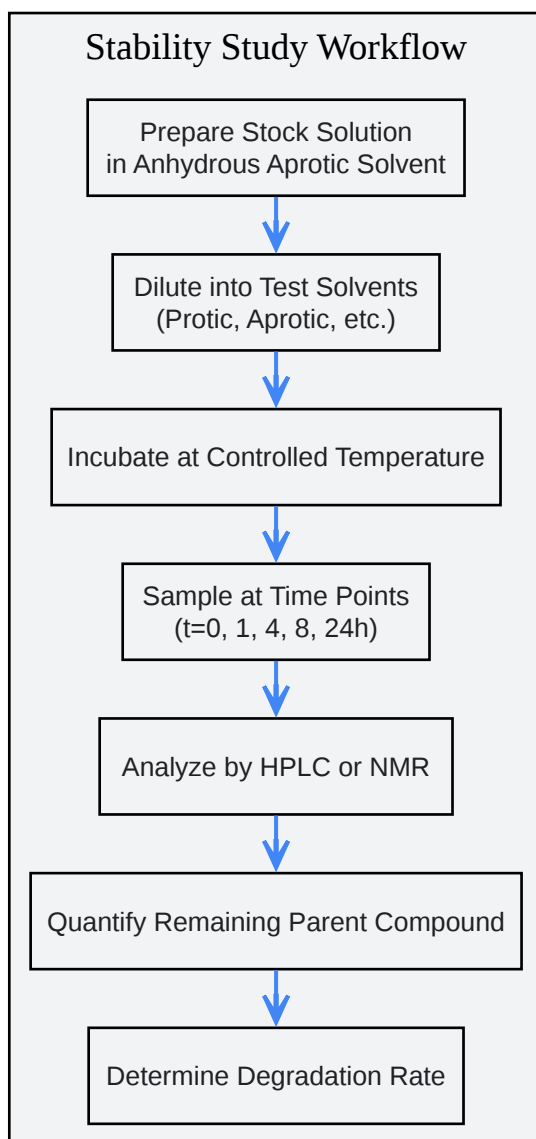 Stability Study Workflow
Prepare Stock Solution
in Anhydrous Aprotic Solvent
Dilute into Test Solvents
(Protic, Aprotic, etc.)
Incubate at Controlled Temperature
Sample at Time Points
(t=0, 1, 4, 8, 24h)
Analyze by HPLC or NMR
Quantify Remaining Parent Compound
Determine Degradation Rate